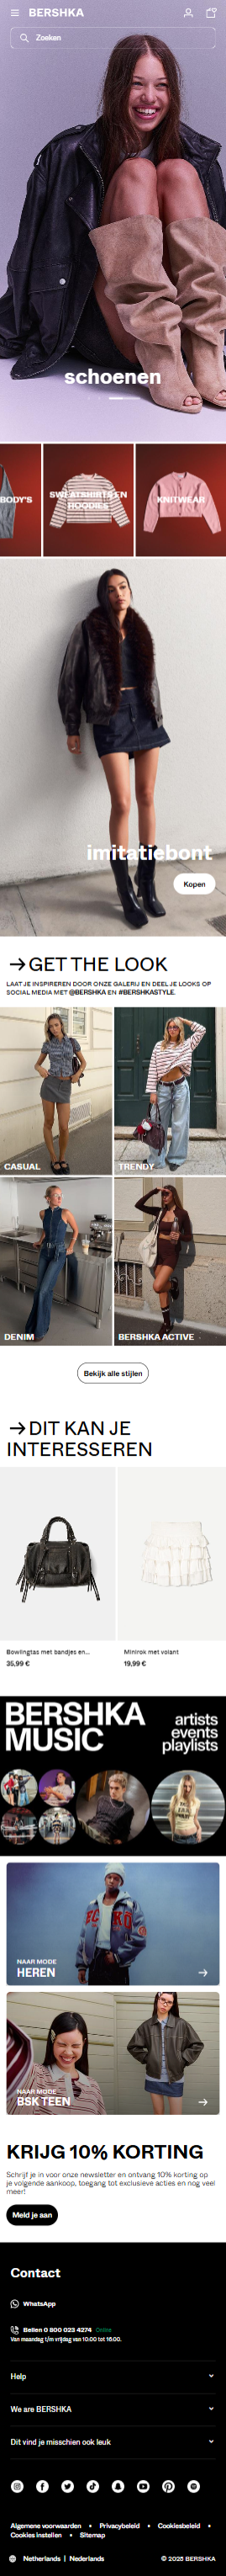 BERSHKA
Zoeken
schoenen
BODY'S
SWEATSHIRTS EN
HOODIES
KNITWEAR
imitatiebont
Kopen
→GET THE LOOK
LAAT JE INSPIREREN DOOR ONZE GALERIJ EN DEEL JE LOOKS OP
SOCIAL MEDIA MET @BERSHKA EN #BERSHKASTYLE.
CASUAL
TRENDY
DENIM
BERSHKA ACTIVE
Bekijk alle stijlen
→DIT KAN JE
INTERESSEREN
Bowlingtas met bandjes en...
Minirok met volant
35,99 €
19,99 €
BERSHKA
MUSIC
artists
events
playlists
NAAR MODE
HEREN
NAAR MODE
BSK TEEN
KRIJG 10% KORTING
Schrijf je in voor onze newsletter en ontvang 10% korting op
je volgende aankoop, toegang tot exclusieve acties en nog veel
meer!
Meld je aan
Contact
WhatsApp
Bellen 0 800 023 4274 Online
Van maandag t/m vrijdag van 10:00 tot 16:00.
Help
We are BERSHKA
Dit vind je misschien ook leuk
Algemene voorwaarden • Privacybeleid • Cookiesbeleid •
Cookies instellen • Sitemap
Netherlands | Nederlands
© 2025 BERSHKA